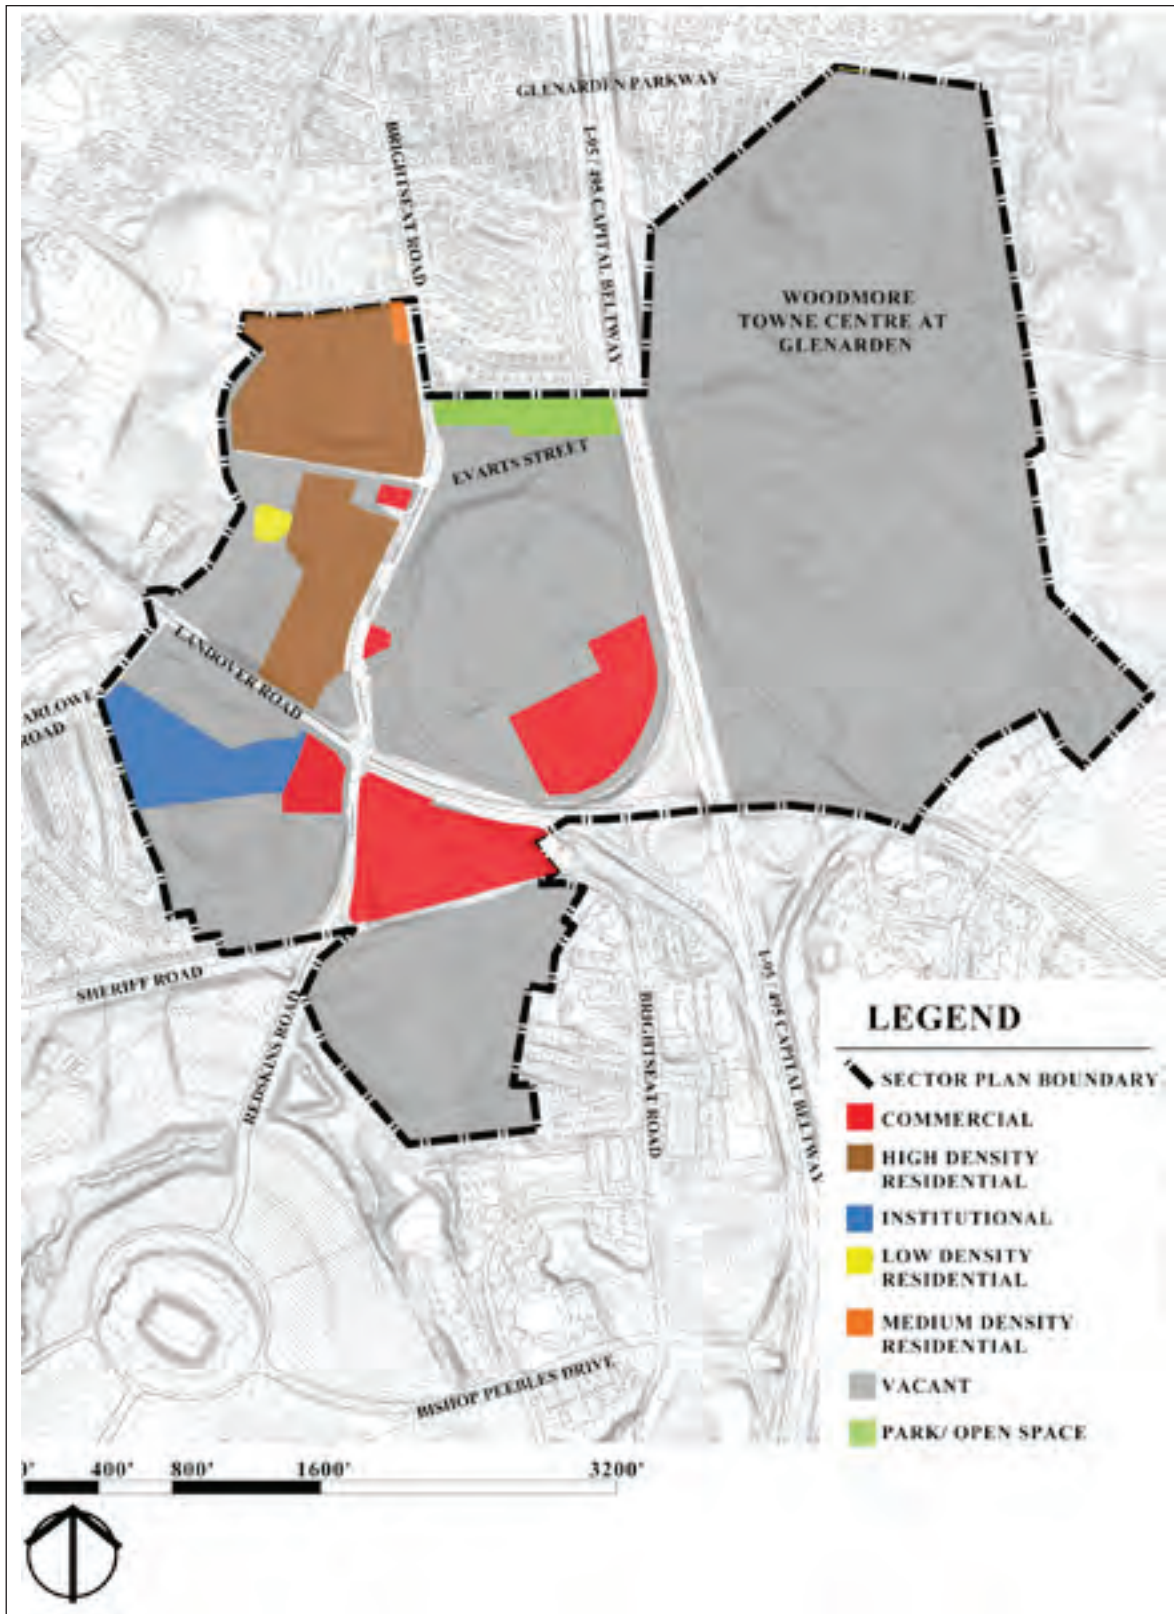 GLENARDEN PARKWAY
BRIGHTSEAT ROAD
I-95 / 495 CAPITAL BELTWAY
WOODMORE
TOWNE CENTRE AT
GLENARDEN
EVARTS STREET
LANDOVER ROAD
ARLOWE
ROAD
SHERIFF ROAD
REDSKINS ROAD
BRIGHTSEAT ROAD
I-95 / 495 CAPITAL BELTWAY
BISHOP PEEBLES DRIVE
LEGEND
SECTOR PLAN BOUNDARY
COMMERCIAL
HIGH DENSITY
RESIDENTIAL
INSTITUTIONAL
LOW DENSITY
RESIDENTIAL
MEDIUM DENSITY
RESIDENTIAL
VACANT
PARK/ OPEN SPACE
0' 400' 800' 1600' 3200'